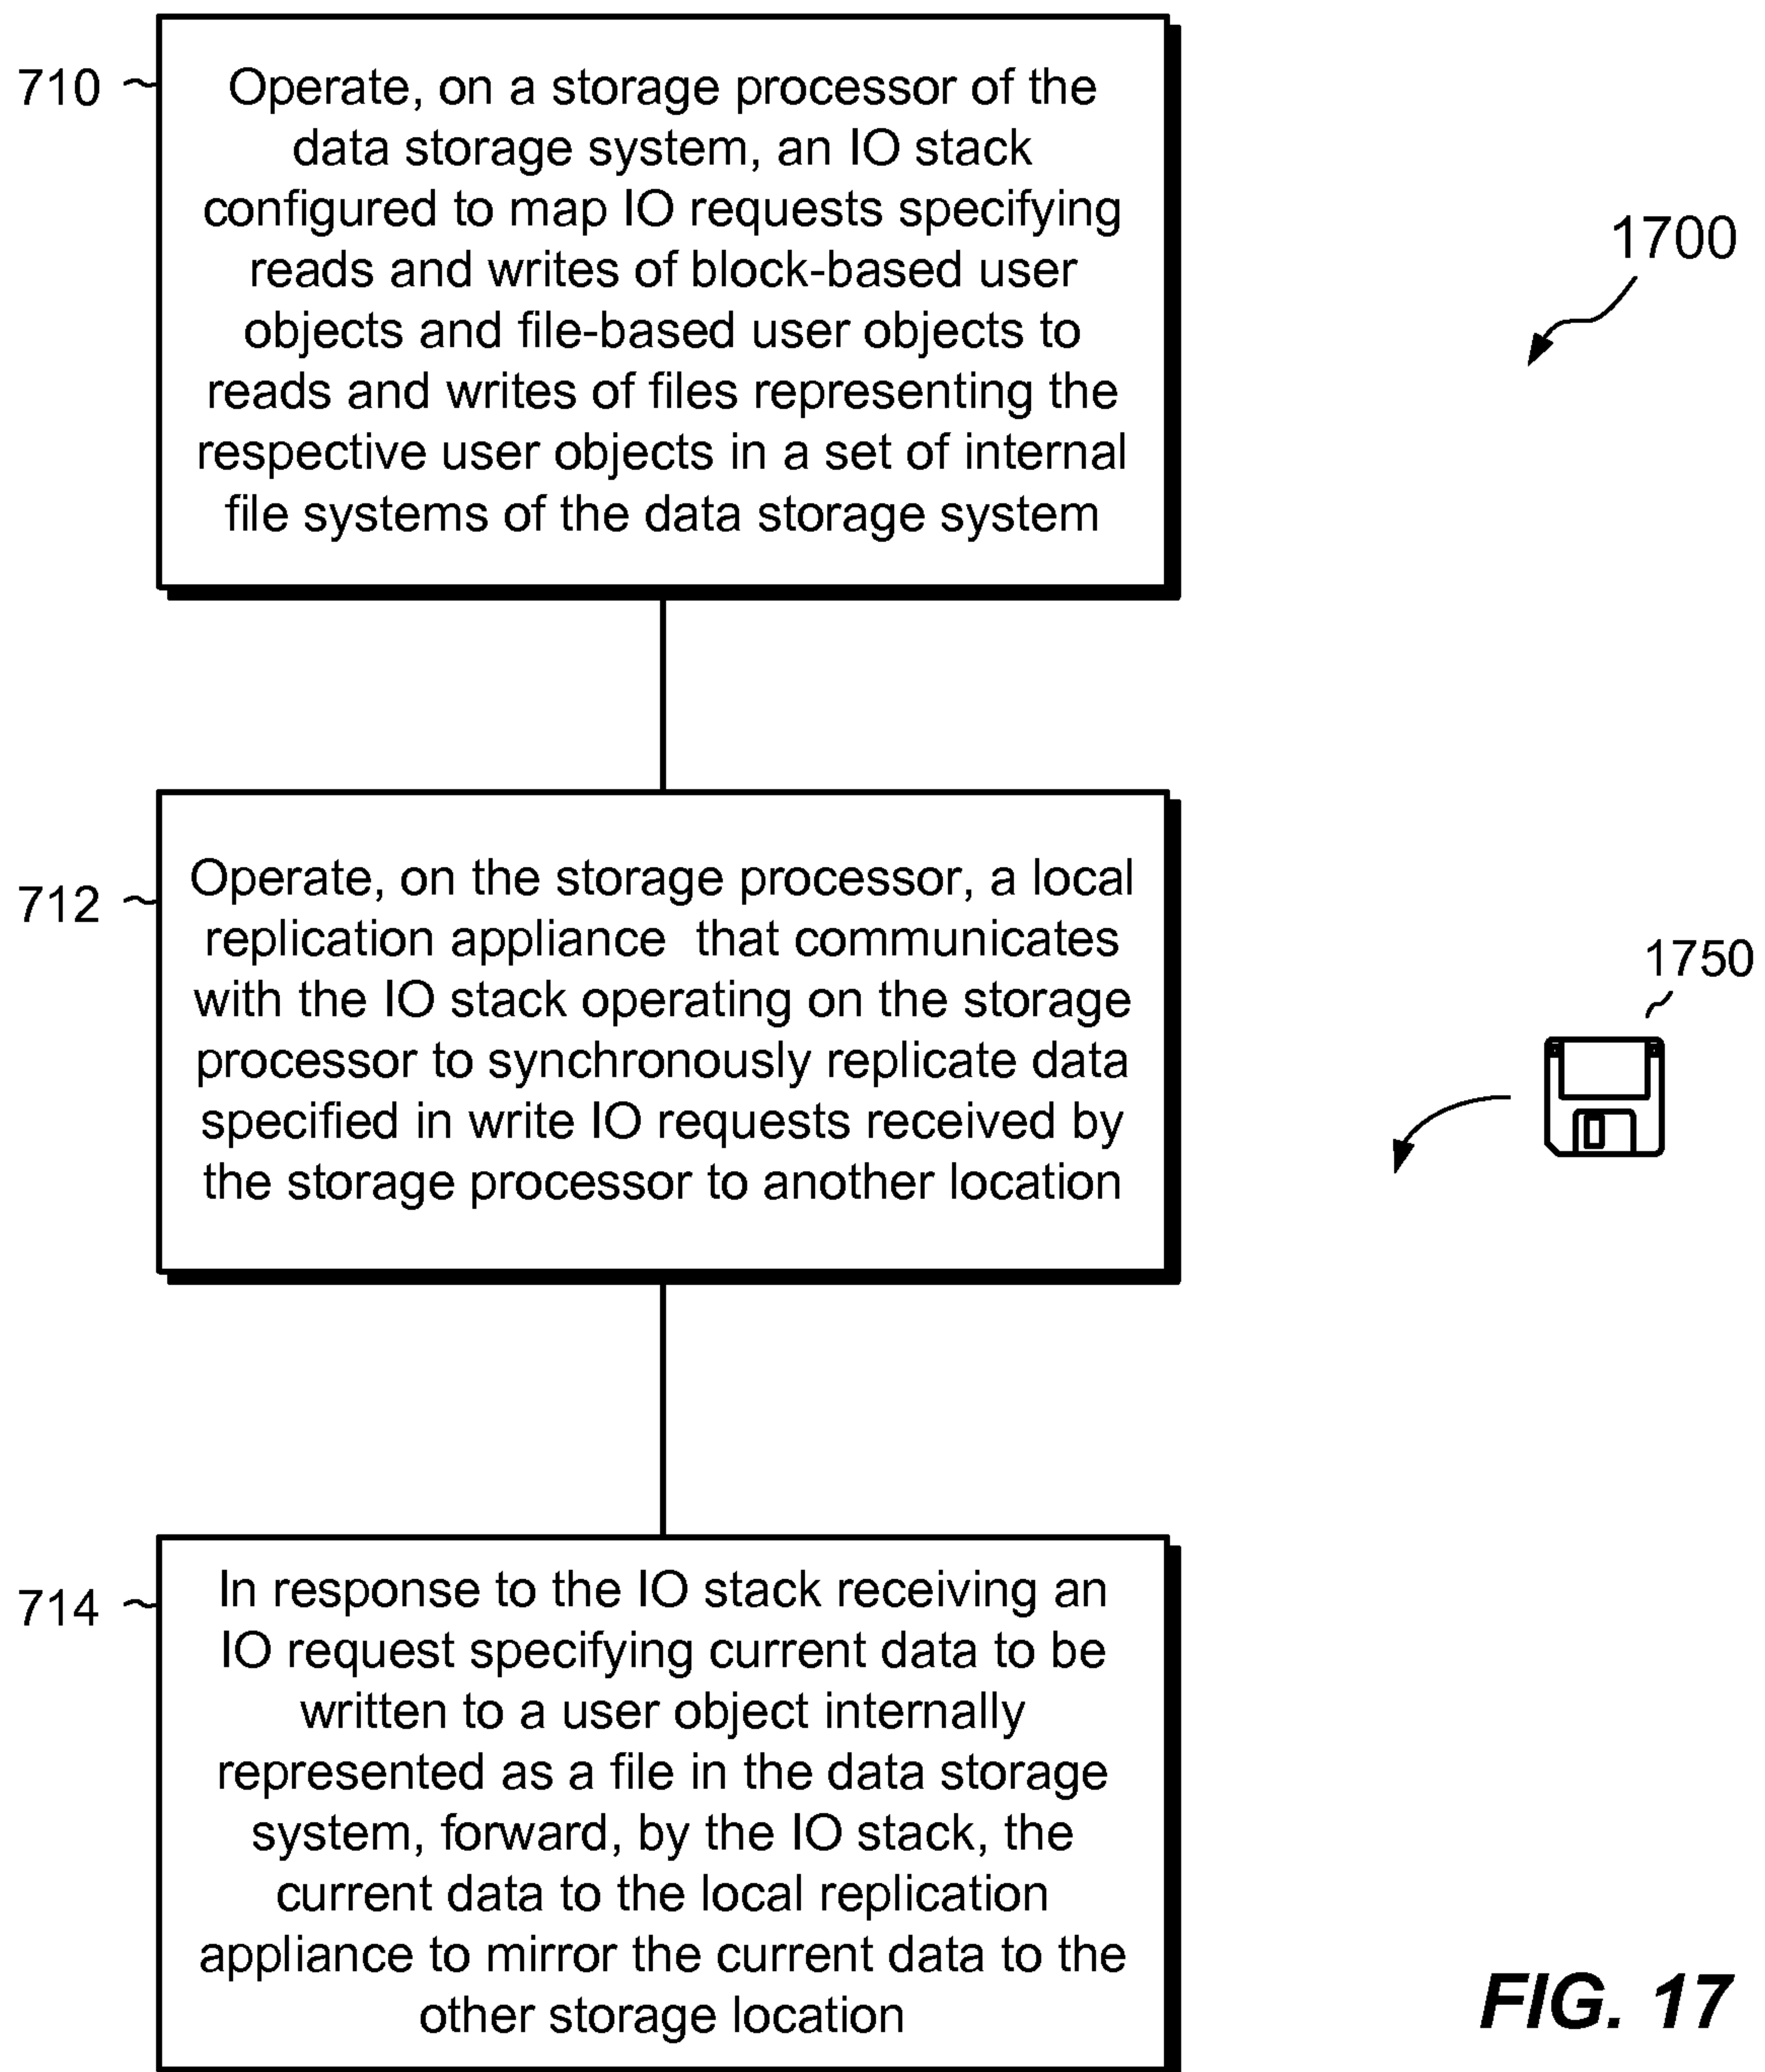 710
Operate, on a storage processor of the
data storage system, an IO stack
configured to map IO requests specifying
reads and writes of block-based user
objects and file-based user objects to
reads and writes of files representing the
respective user objects in a set of internal
file systems of the data storage system
1700
712
Operate, on the storage processor, a local
replication appliance  that communicates
with the IO stack operating on the storage
processor to synchronously replicate data
specified in write IO requests received by
the storage processor to another location
1750
714
In response to the IO stack receiving an
IO request specifying current data to be
written to a user object internally
represented as a file in the data storage
system, forward, by the IO stack, the
current data to the local replication
appliance to mirror the current data to the
other storage location
FIG. 17